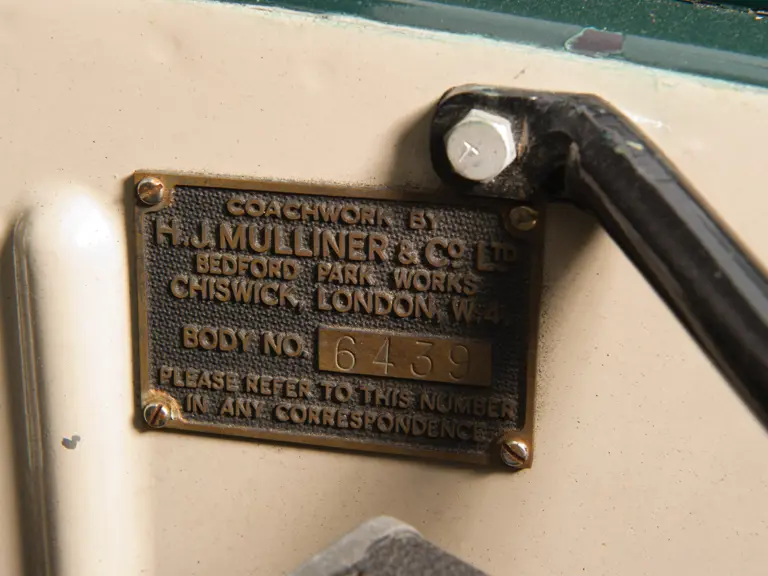 COACHWORK BY
H.J. MULLINER & CO LTD
BEDFORD PARK WORKS
CHISWICK, LONDON, W.4.
BODY NO. 6439
PLEASE REFER TO THIS NUMBER
IN ANY CORRESPONDENCE